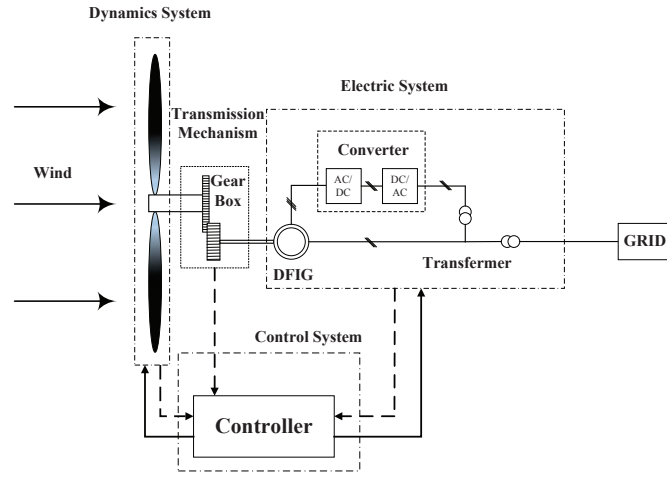 Dynamics System
Electric System
Transmission
Mechanism
Converter
Wind
Gear
Box
AC/
DC
DC/
AC
GRID
DFIG
Transfermer
Control System
Controller